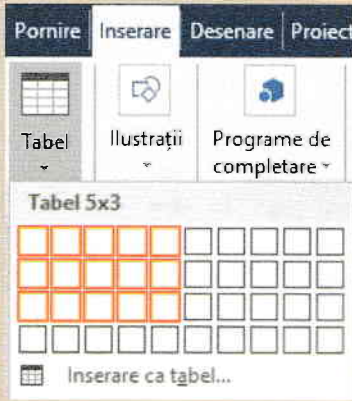 Pornire Inserare Desenare Proiect
Tabel Ilustrații Programe de
completare
Tabel 5x3
Inserare ca tabel...